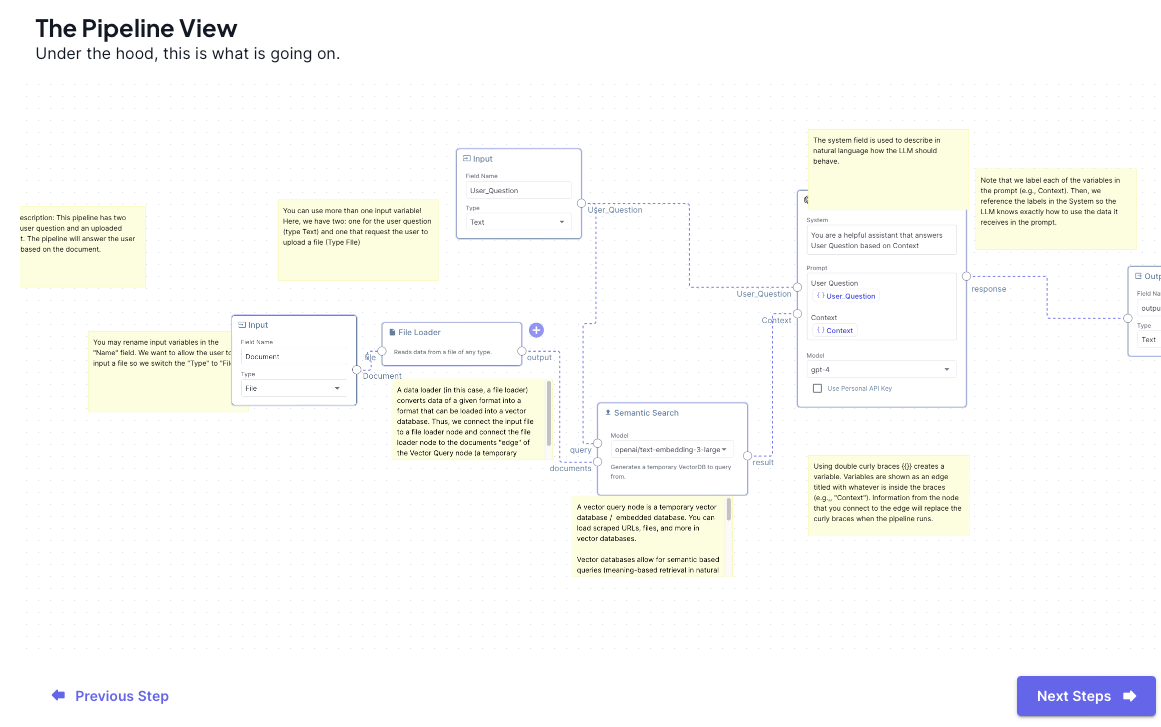 The Pipeline View
Under the hood, this is what is going on.
escription: This pipeline has two
user question and an uploaded
t. The pipeline will answer the user
based on the document.
You can use more than one input variable!
Here, we have two: one for the user question
(type Text) and one that request the user to
upload a file (Type FIle)
Input
Field Name
User_Question
Type
Text
User_Question
The system field is used to describe in
natural language how the LLM should
behave.
Note that we label each of the variables in
the prompt (e.g., Context). Then, we
reference the labels in the System so
the LLM knows exactly how to use the data it
receives in the prompt.
System
You are a helpful assistant that answers
User Question based on Context
Prompt
User Question
{} User_Question
Context
{} Context
Model
gpt-4
Use Personal API Key
User_Question
Context
response
Outp
Field Na
outpu
Type
Text
You may rename input variables in the
"Name" field. We want to allow the user to
input a file so we switch the "Type" to "Fil
Input
Field Name
Document
Type
File
file
Document
File Loader
Reads data from a file of any type.
output
A data loader (in this case, a file loader)
converts data of a given format into a
format that can be loaded into a vector
database. Thus, we connect the input file
to a file loader node and connect the file
loader node to the documents "edge" of
the Vector Query node (a temporary
query
documents
Semantic Search
Model
openai/text-embedding-3-large
Generates a temporary VectorDB to query
from.
result
A vector query node is a temporary vector
database / embedded database. You can
load scraped URLs, files, and more in
vector databases.
Vector databases allow for semantic based
queries (meaning-based retrieval in natural
Using double curly braces {{}} creates a
variable. Variables are shown as an edge
titled with whatever is inside the braces
(e.g.,, "Context"). Information from the node
that you connect to the edge will replace the
curly braces when the pipeline runs.
Previous Step
Next Steps